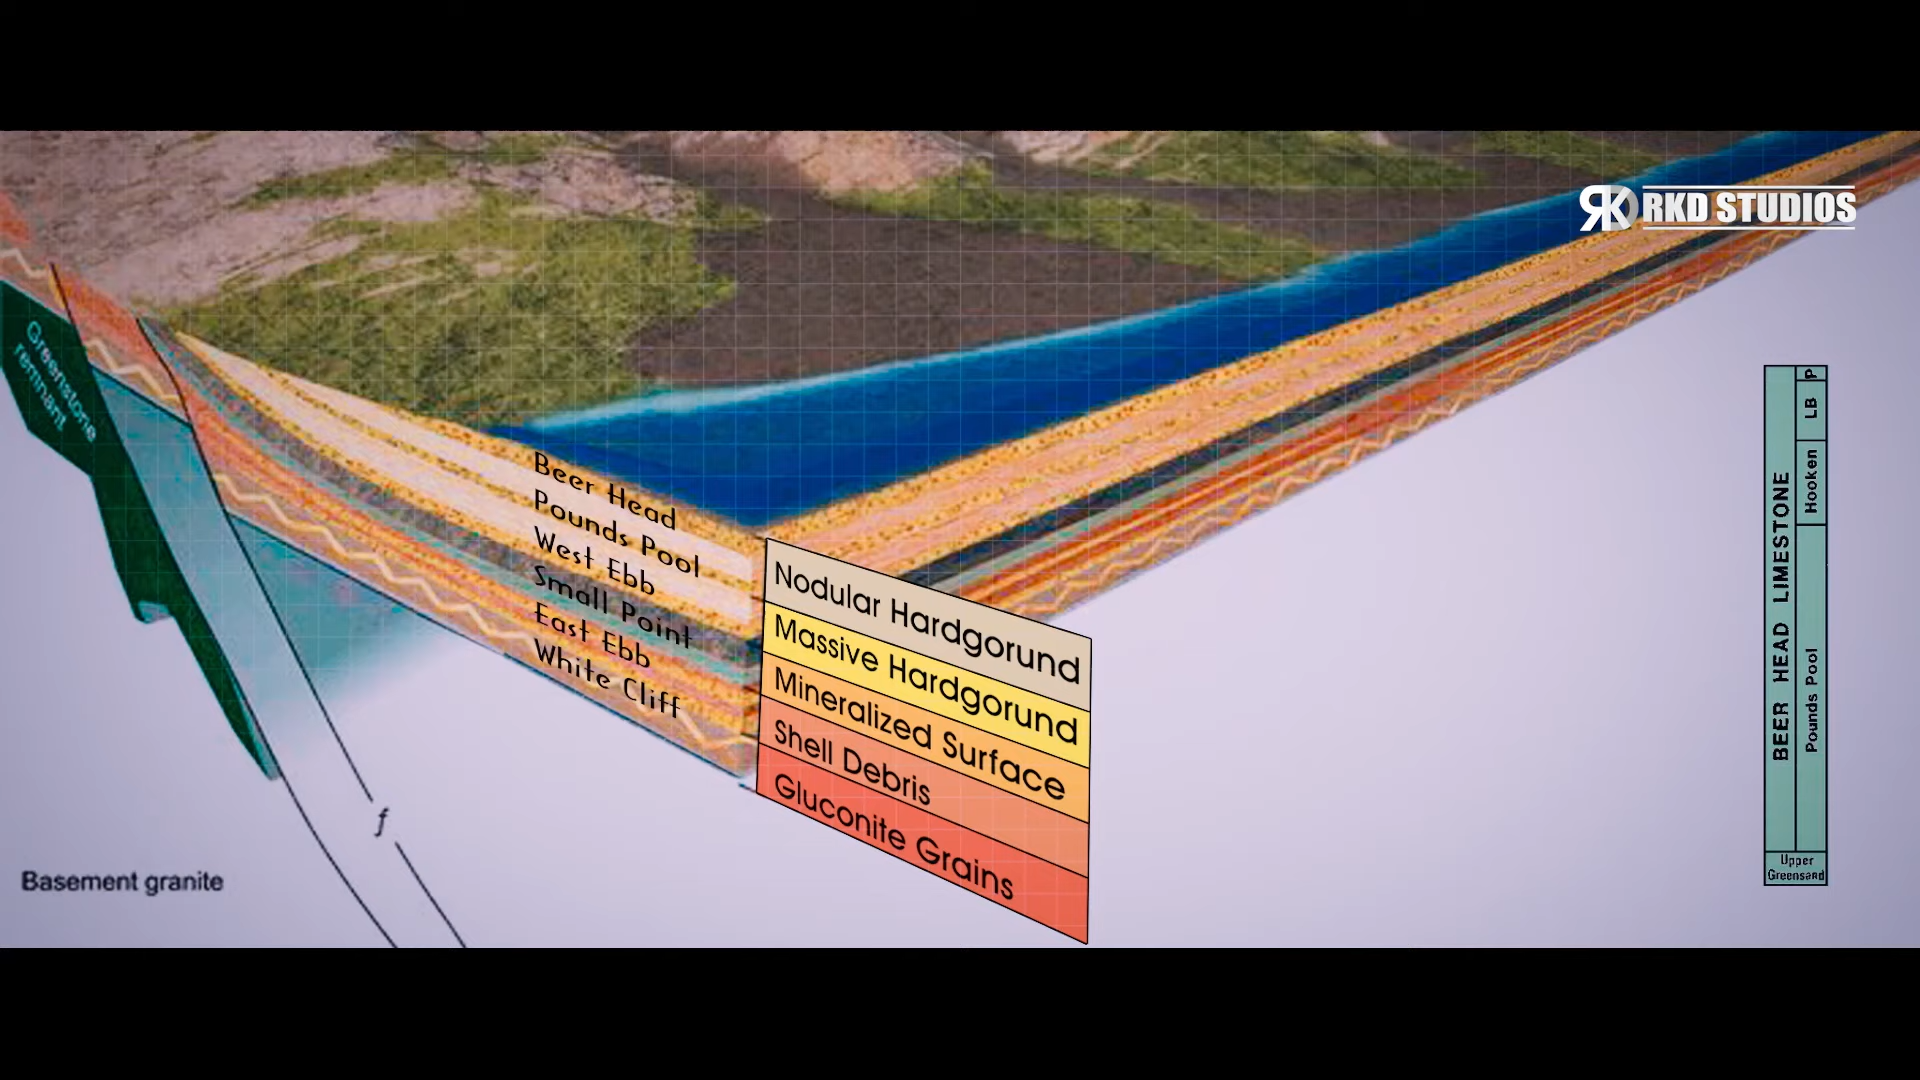 RK RKD STUDIOS
Greenstone
remnant
Beer Head
Pounds Pool
West Ebb
Small Point
East Ebb
White Cliff
Nodular Hardgorund
Massive Hardgorund
Mineralized Surface
Shell Debris
Gluconite Grains
f
Basement granite
BEER HEAD LIMESTONE
P
LB
Hooken
Pounds Pool
Upper
Greensand